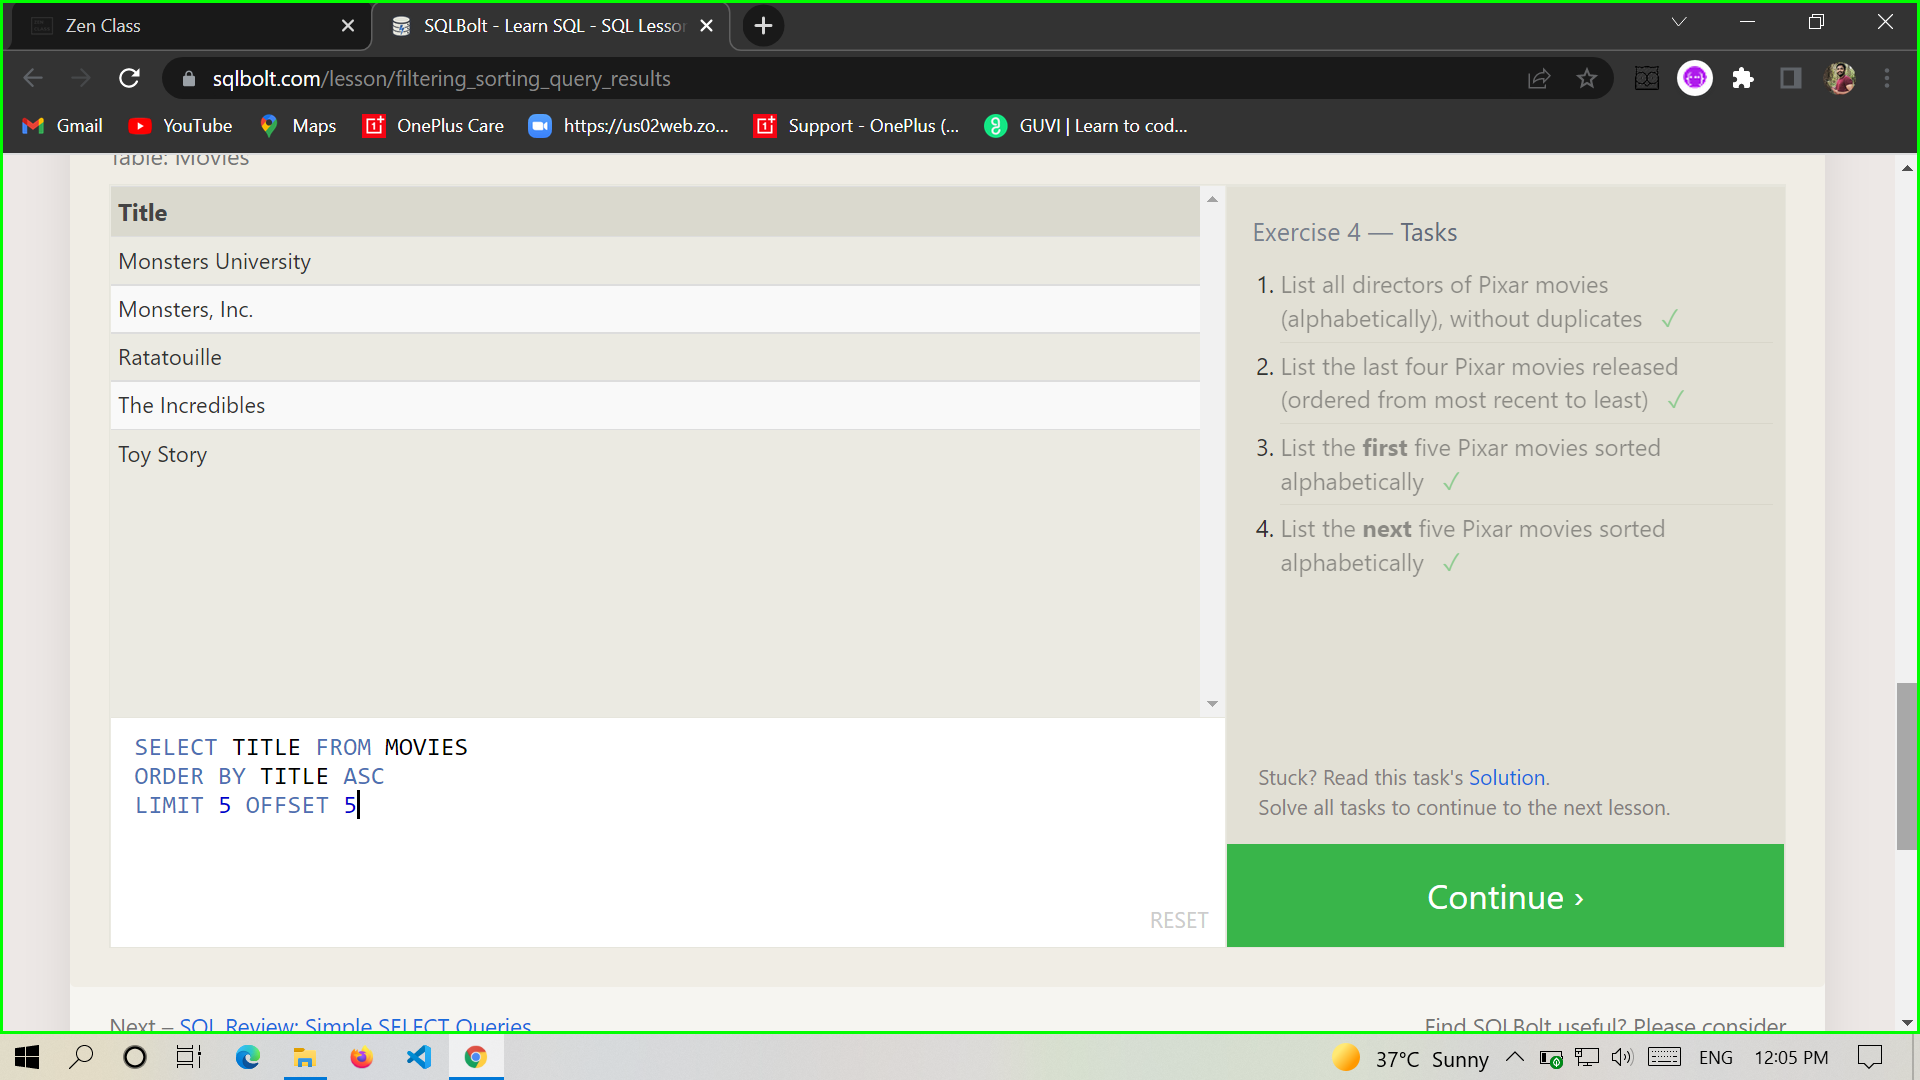 Zen Class
SQLBolt - Learn SQL - SQL Lesson
sqlbolt.com/lesson/filtering_sorting_query_results
Gmail
YouTube
Maps
OnePlus Care
https://us02web.zo...
Support - OnePlus (...
GUVI | Learn to cod...
Table: Movies
Title
Monsters University
Monsters, Inc.
Ratatouille
The Incredibles
Toy Story
SELECT TITLE FROM MOVIES
ORDER BY TITLE ASC
LIMIT 5 OFFSET 5
RESET
Exercise 4 — Tasks
1. List all directors of Pixar movies
(alphabetically), without duplicates ✓
2. List the last four Pixar movies released
(ordered from most recent to least) ✓
3. List the first five Pixar movies sorted
alphabetically ✓
4. List the next five Pixar movies sorted
alphabetically ✓
Stuck? Read this task's Solution.
Solve all tasks to continue to the next lesson.
Continue ›
Next – SQL Review: Simple SELECT Queries
Find SQLBolt useful? Please consider
37°C Sunny
ENG
12:05 PM